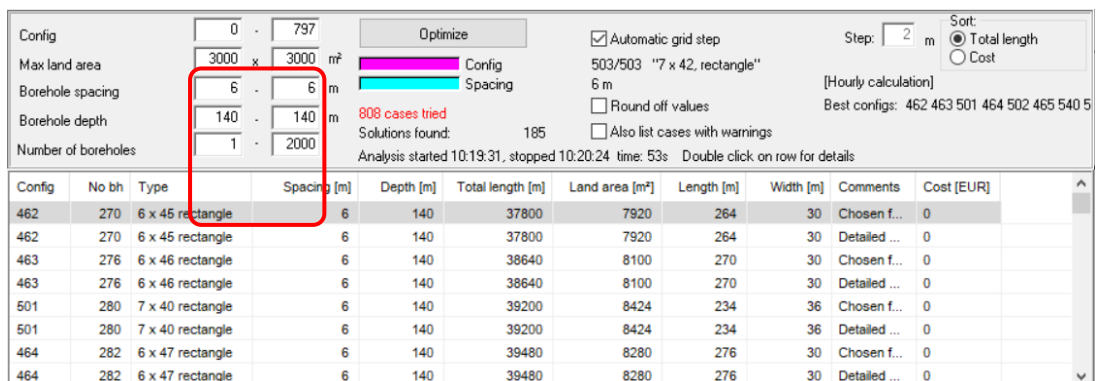 Config 0 - 797 Optimize Automatic grid step Step: 2 m Sort: Total length
Max land area 3000 x 3000 m² Config 503/503 "7 x 42, rectangle" Cost
Borehole spacing 6 - 6 m Spacing 6 m [Hourly calculation]
Borehole depth 140 - 140 m 808 cases tried Round off values Best configs: 462 463 501 464 502 465 540 5
Solutions found: 185 Also list cases with warnings
Number of boreholes 1 - 2000 Analysis started 10:19:31, stopped 10:20:24 time: 53s Double click on row for details
Config No bh Type Spacing [m] Depth [m] Total length [m] Land area [m²] Length [m] Width [m] Comments Cost [EUR]
462 270 6 x 45 rectangle 6 140 37800 7920 264 30 Chosen f... 0
462 270 6 x 45 rectangle 6 140 37800 7920 264 30 Detailed ... 0
463 276 6 x 46 rectangle 6 140 38640 8100 270 30 Chosen f... 0
463 276 6 x 46 rectangle 6 140 38640 8100 270 30 Detailed ... 0
501 280 7 x 40 rectangle 6 140 39200 8424 234 36 Chosen f... 0
501 280 7 x 40 rectangle 6 140 39200 8424 234 36 Detailed ... 0
464 282 6 x 47 rectangle 6 140 39480 8280 276 30 Chosen f... 0
464 282 6 x 47 rectangle 6 140 39480 8280 276 30 Detailed ... 0